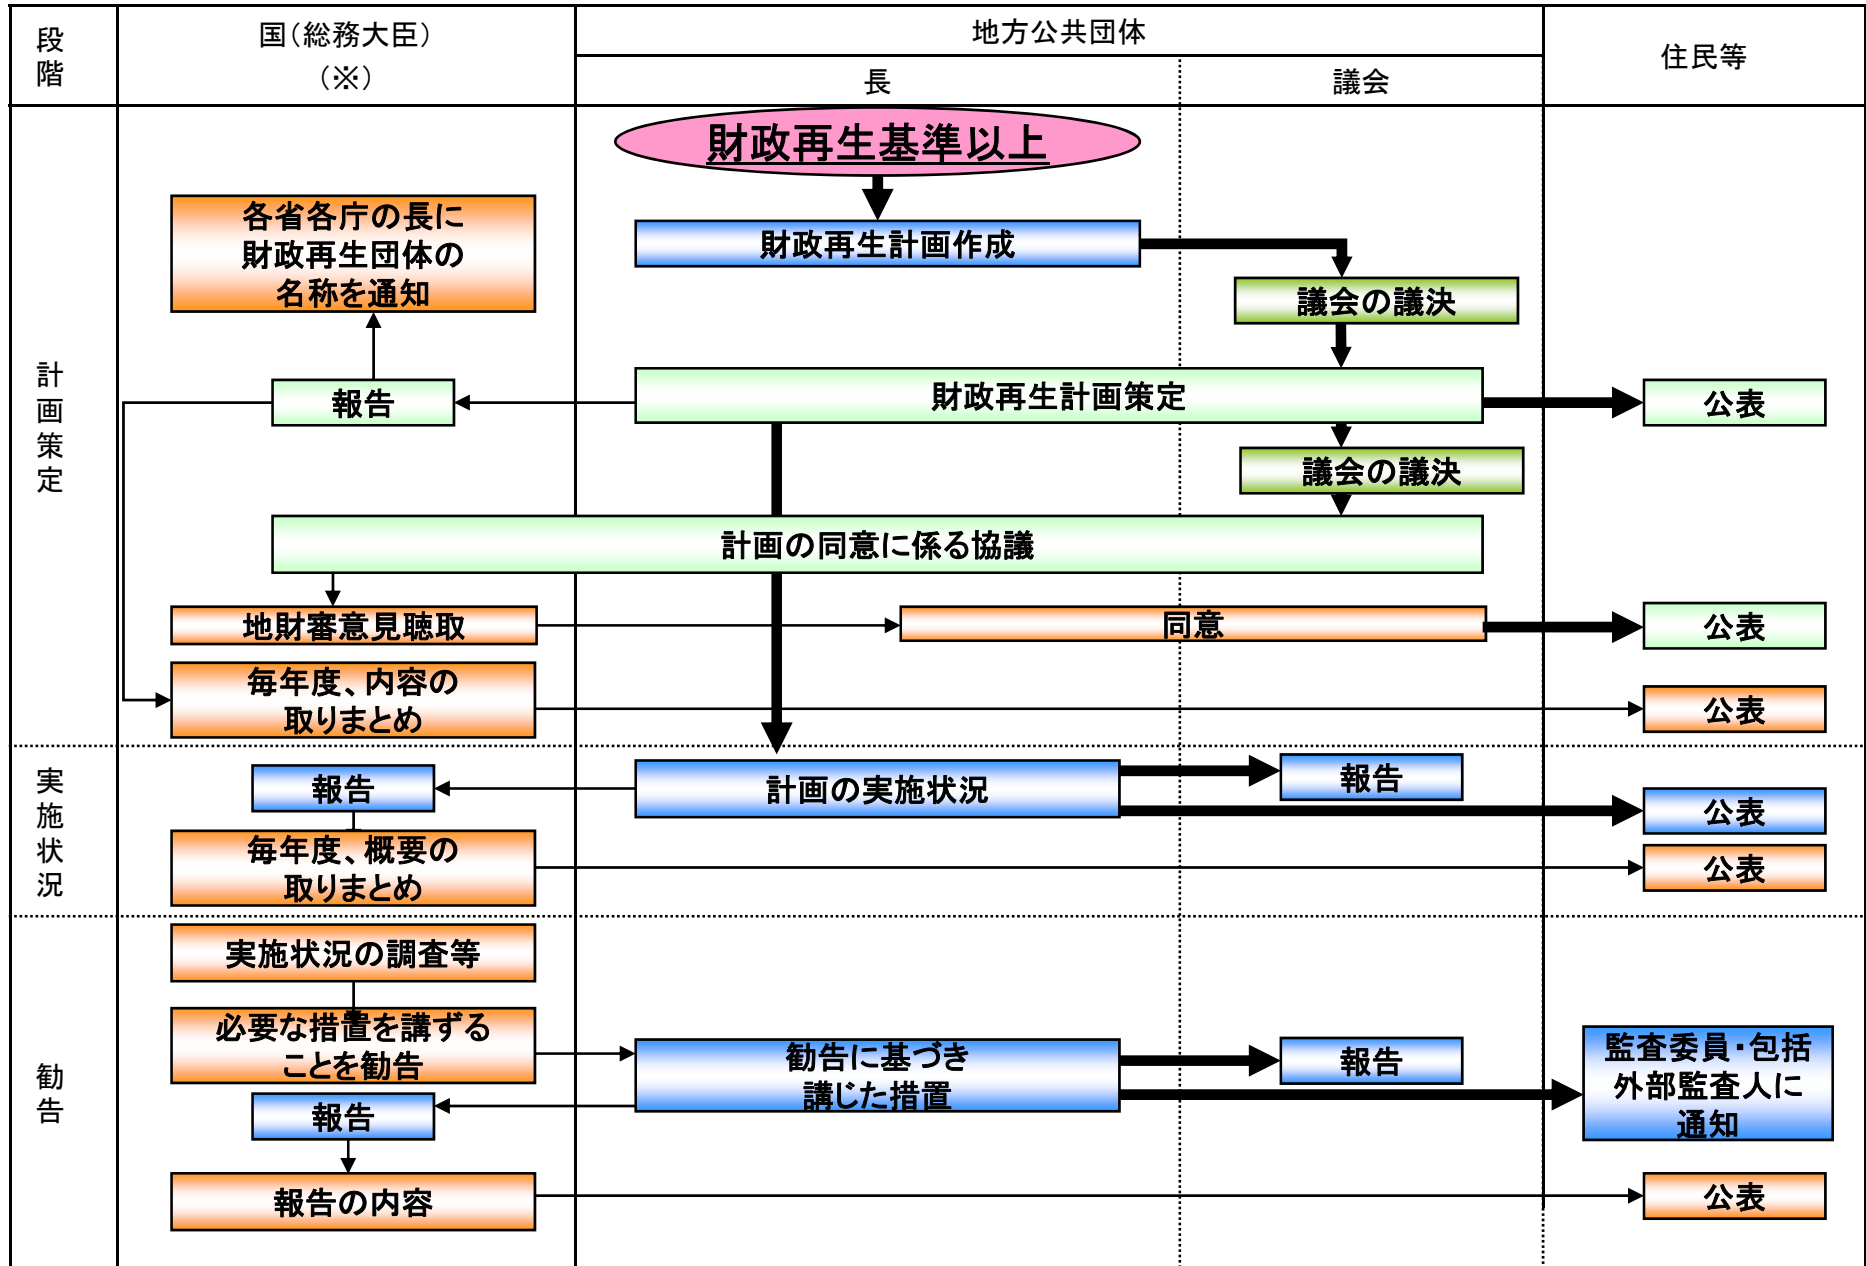 段
階
国（総務大臣）
（※）
地方公共団体
長
議会
住民等
計
画
策
定
財政再生基準以上
各省各庁の長に
財政再生団体の
名称を通知
財政再生計画作成
議会の議決
報告
財政再生計画策定
公表
議会の議決
計画の同意に係る協議
地財審意見聴取
同意
公表
毎年度、内容の
取りまとめ
公表
実
施
状
況
報告
計画の実施状況
報告
公表
毎年度、概要の
取りまとめ
公表
勧
告
実施状況の調査等
必要な措置を講ずる
ことを勧告
勧告に基づき
講じた措置
報告
監査委員・包括
外部監査人に
通知
報告
報告の内容
公表